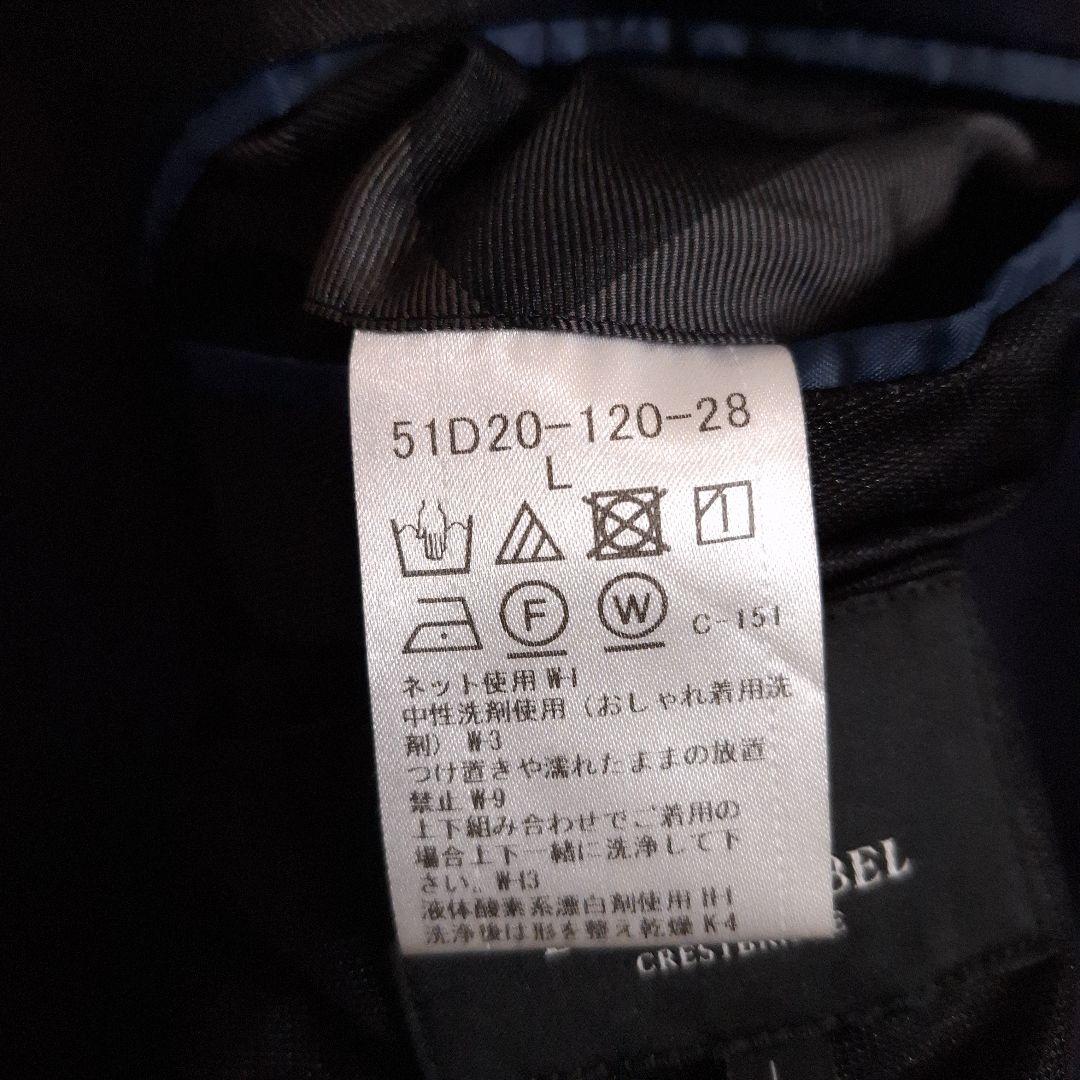 51D20-120-28
L
F W C-151
ネット使用 W-1
中性洗剤使用（おしゃれ着用洗
剤） W-3
つけ置きや濡れたままの放置
禁止 W-9
上下組み合わせで、ご着用の
場合上下一緒に洗浄して下
さい。 W-13
液体酸素系漂白剤使用 H-1
洗浄後は形を整え乾燥 K-4
BEL
L